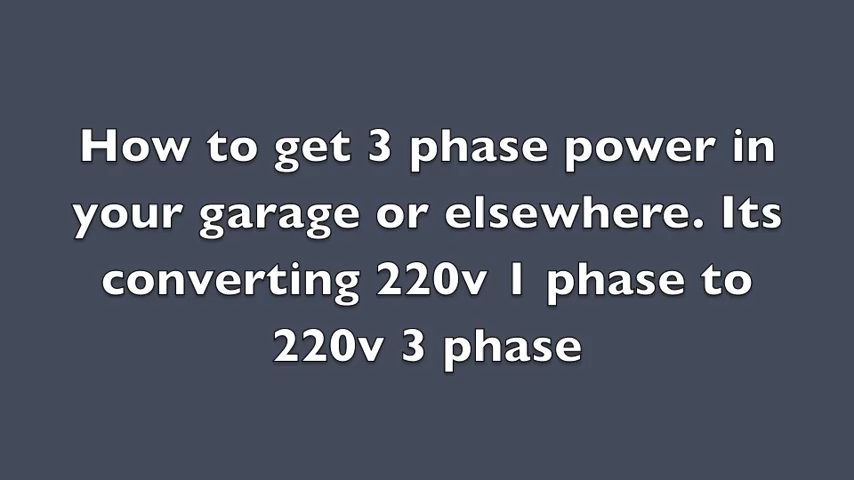 How to get 3 phase power in
your garage or elsewhere. Its
converting 220v 1 phase to
220v 3 phase